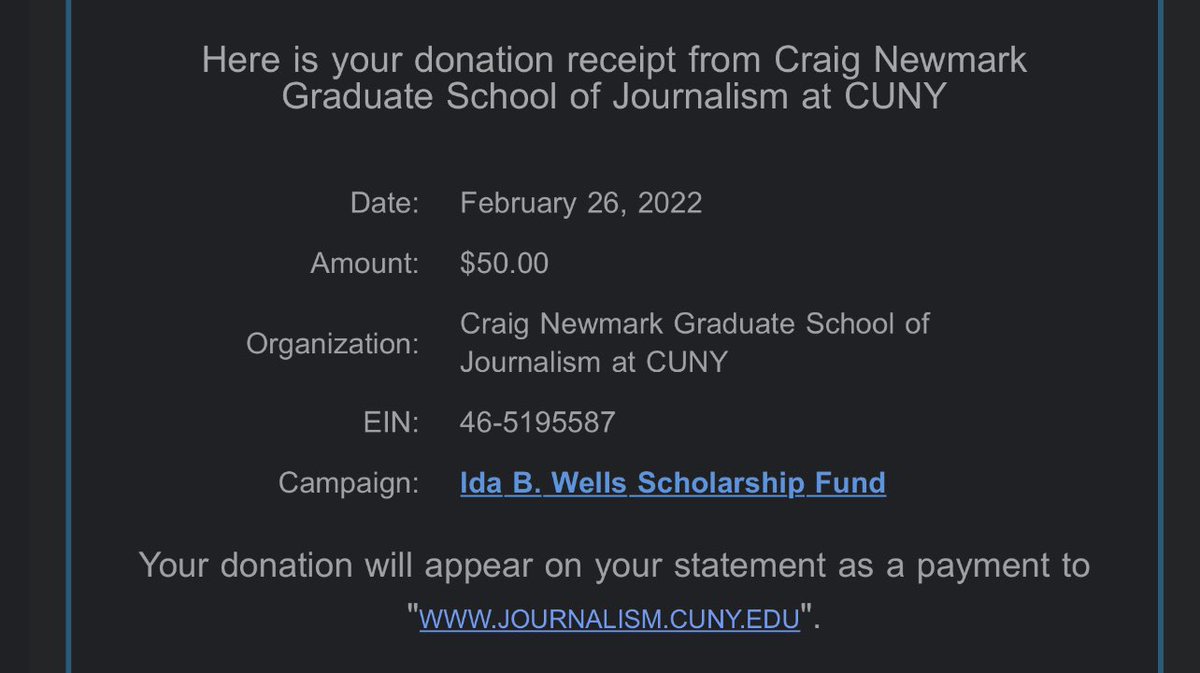 Here is your donation receipt from Craig Newmark
Graduate School of Journalism at CUNY
Date: February 26, 2022
Amount: $50.00
Organization: Craig Newmark Graduate School of
Journalism at CUNY
EIN: 46-5195587
Campaign: Ida B. Wells Scholarship Fund
Your donation will appear on your statement as a payment to
"WWW.JOURNALISM.CUNY.EDU".